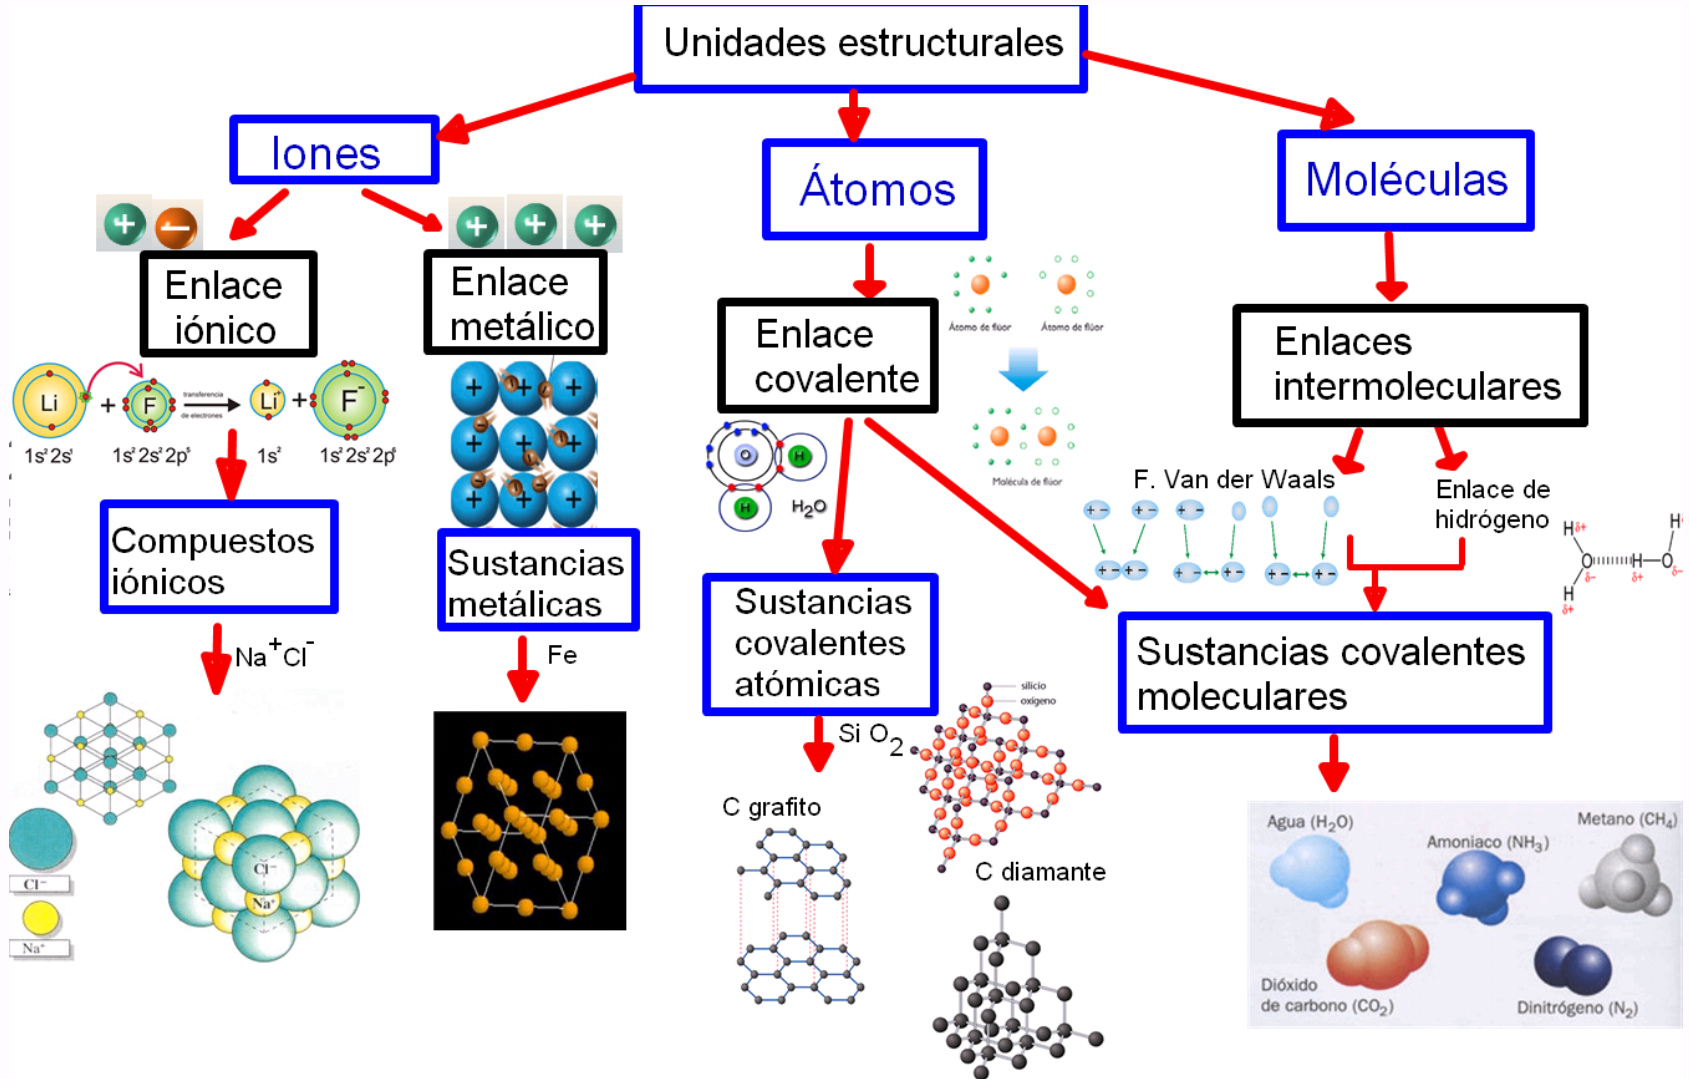 Unidades estructurales
Iones
Átomos
Moléculas
Enlace
iónico
Enlace
metálico
Enlace
covalente
Enlaces
intermoleculares
Átomo de flúor
Átomo de flúor
Molécula de flúor
Li
+
F
transferencia
de electrones
Li⁺
+
F⁻
1s² 2s¹
1s² 2s² 2p⁵
1s²
O
H
H
H₂O
F. Van der Waals
Enlace de
hidrógeno
H δ+
O
δ-
H
δ+
H
δ+
O
δ-
H
Compuestos
iónicos
Sustancias
metálicas
Sustancias
covalentes
atómicas
Sustancias covalentes
moleculares
Na⁺Cl⁻
Fe
Si O₂
silicio
oxígeno
C grafito
C diamante
Cl⁻
Na⁺
Cl⁻
Na⁺
Agua (H₂O)
Amoniaco (NH₃)
Metano (CH₄)
Dióxido
de carbono (CO₂)
Dinitrógeno (N₂)